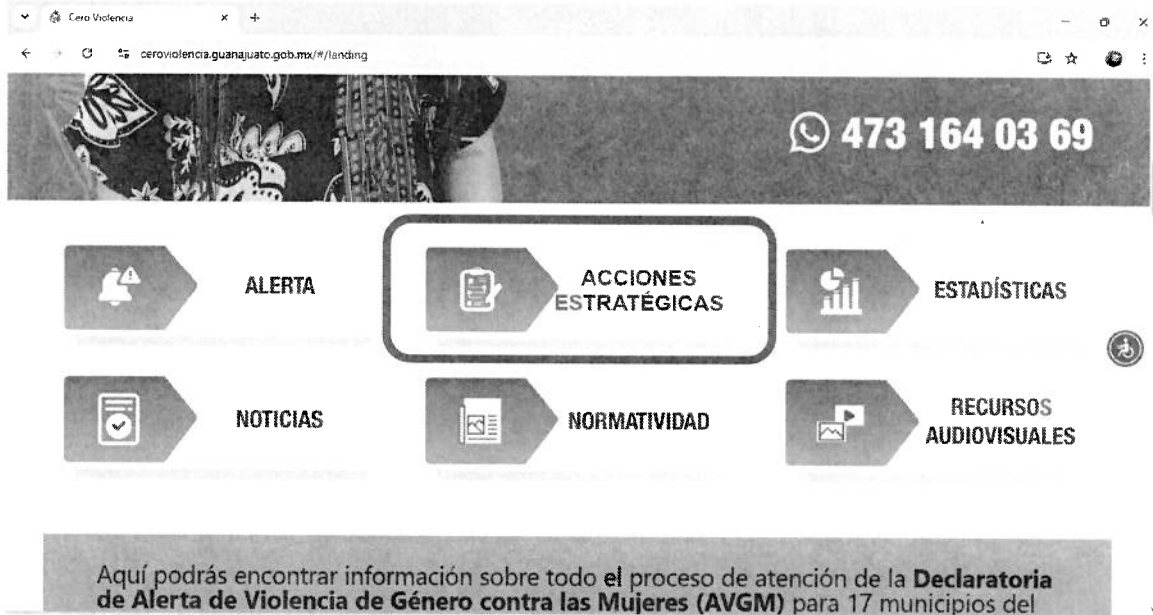 Cero Violencia
ceroviolencia.guanajuato.gob.mx/#/landing
473 164 03 69
ALERTA
ACCIONES
ESTRATÉGICAS
ESTADÍSTICAS
NOTICIAS
NORMATIVIDAD
RECURSOS
AUDIOVISUALES
Aquí podrás encontrar información sobre todo el proceso de atención de la Declaratoria
de Alerta de Violencia de Género contra las Mujeres (AVGM) para 17 municipios del